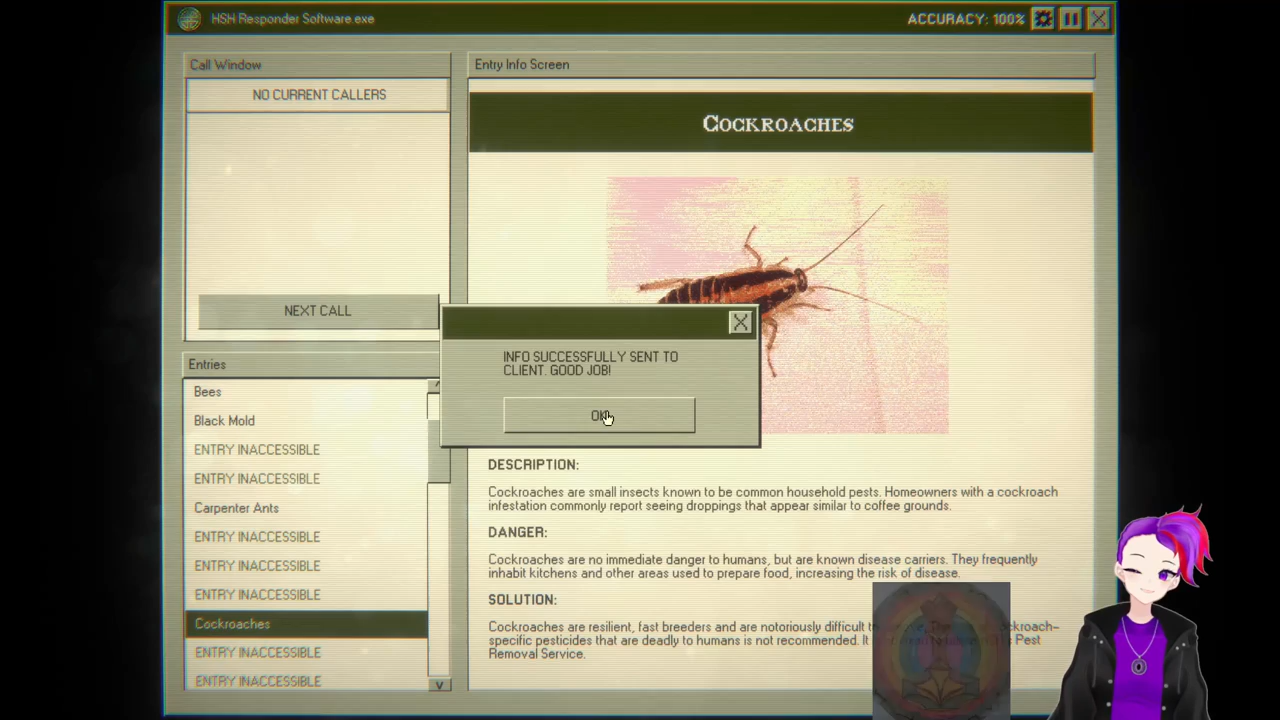 HSH Responder Software.exe
ACCURACY: 100%
Call Window
NO CURRENT CALLERS
NEXT CALL
Entries
Bees
Black Mold
ENTRY INACCESSIBLE
ENTRY INACCESSIBLE
Carpenter Ants
ENTRY INACCESSIBLE
ENTRY INACCESSIBLE
ENTRY INACCESSIBLE
Cockroaches
ENTRY INACCESSIBLE
ENTRY INACCESSIBLE
Entry Info Screen
Cockroaches
INFO SUCCESSFULLY SENT TO
CLIENT. GOOD JOB!
DESCRIPTION:
Cockroaches are small insects known to be common household pests. Homeowners with a cockroach
infestation commonly report seeing droppings that appear similar to coffee grounds.
DANGER:
Cockroaches are no immediate danger to humans, but are known disease carriers. They frequently
inhabit kitchens and other areas used to prepare food, increasing the risk of disease.
SOLUTION:
Cockroaches are resilient, fast breeders and are notoriously difficult
specific pesticides that are deadly to humans is not recommended. It Pest
Removal Service.